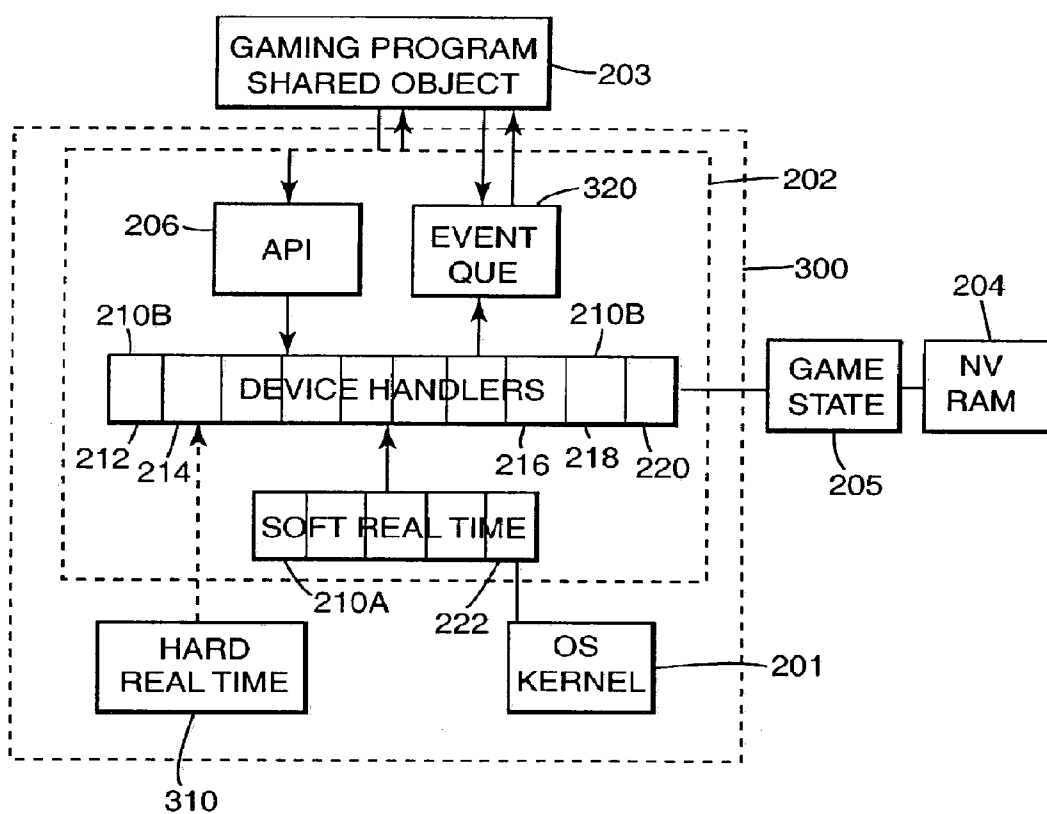 GAMING PROGRAM
SHARED OBJECT
203
202
320
206
API
EVENT
QUE
300
204
210B
210B
DEVICE HANDLERS
GAME
STATE
NV
RAM
212
214
216
218
220
205
SOFT REAL TIME
210A
222
HARD
REAL TIME
OS
KERNEL
201
310